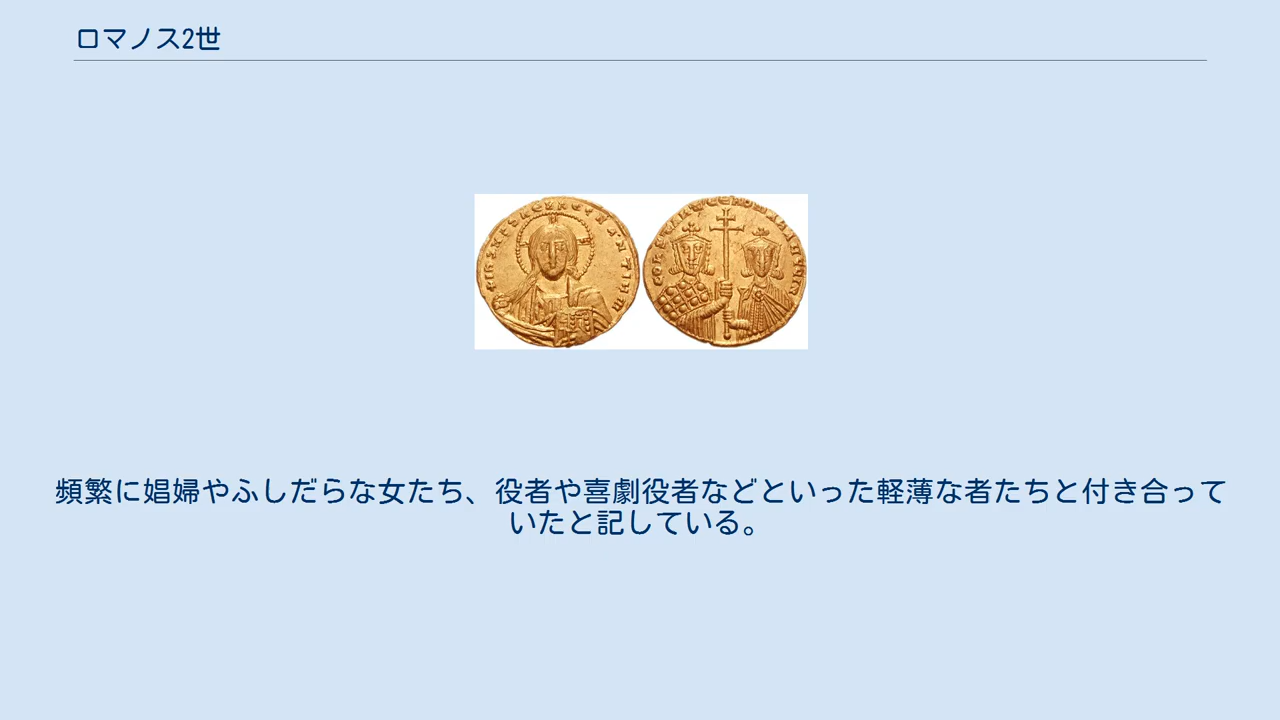 ロマノス2世
頻繁に娼婦やふしだらな女たち、役者や喜劇役者などといった軽薄な者たちと付き合って
いたと記している。